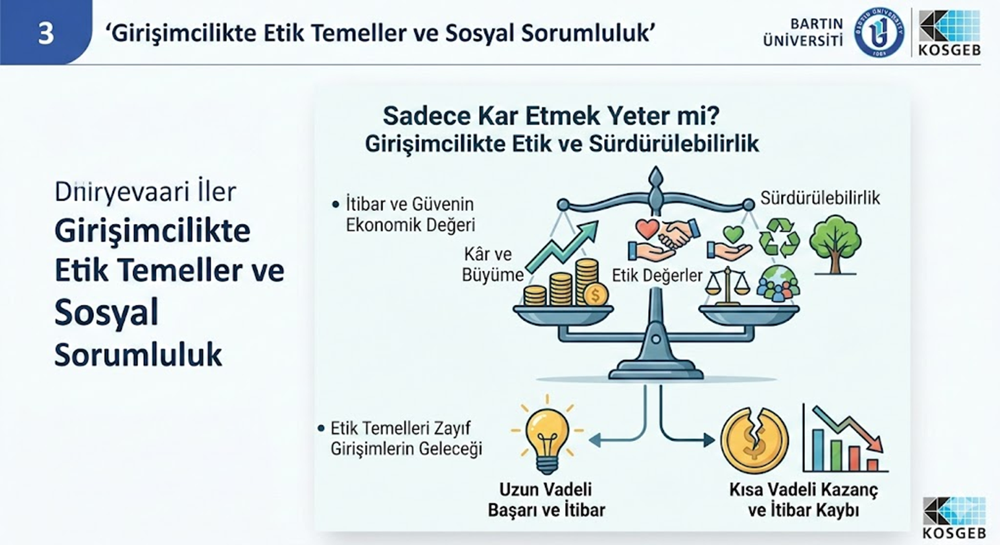 3
‘Girişimcilikte Etik Temeller ve Sosyal Sorumluluk’
BARTIN
ÜNİVERSİTİ
KOSGEB
İler
Girişimcilikte
Etik Temeller ve
Sosyal
Sorumluluk
Sadece Kar Etmek Yeter mi?
Girişimcilikte Etik ve Sürdürülebilirlik
• İtibar ve Güvenin
Ekonomik Değeri
Kâr ve
Büyüme
Etik Değerler
Sürdürülebilirlik
$
• Etik Temelleri Zayıf
Girişimlerin Geleceği
$
Uzun Vadeli
Başarı ve İtibar
Kısa Vadeli Kazanç
ve İtibar Kaybı
KOSGEB